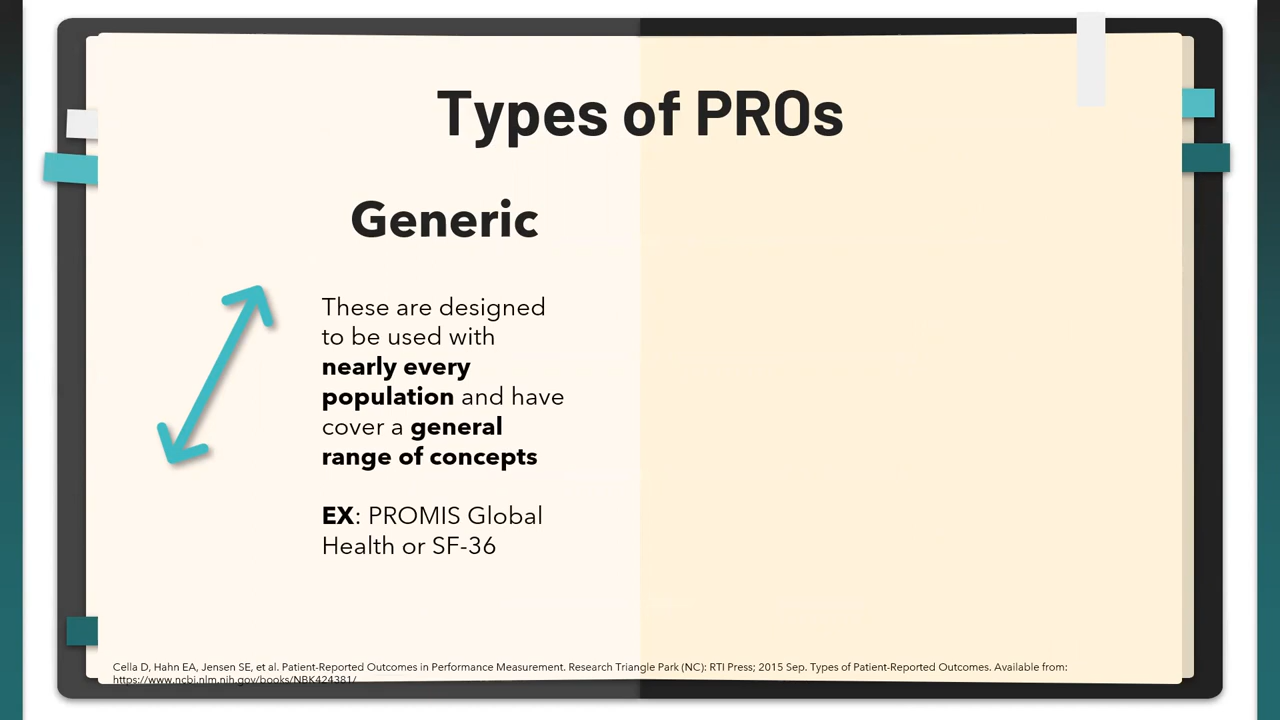 Types of PROs
Generic
These are designed
to be used with
nearly every
population and have
cover a general
range of concepts
EX: PROMIS Global
Health or SF-36
Cella D, Hahn EA, Jensen SE, et al. Patient-Reported Outcomes in Performance Measurement. Research Triangle Park (NC): RTI Press; 2015 Sep. Types of Patient-Reported Outcomes. Available from:
https://www.ncbi.nlm.nih.gov/books/NBK424381/